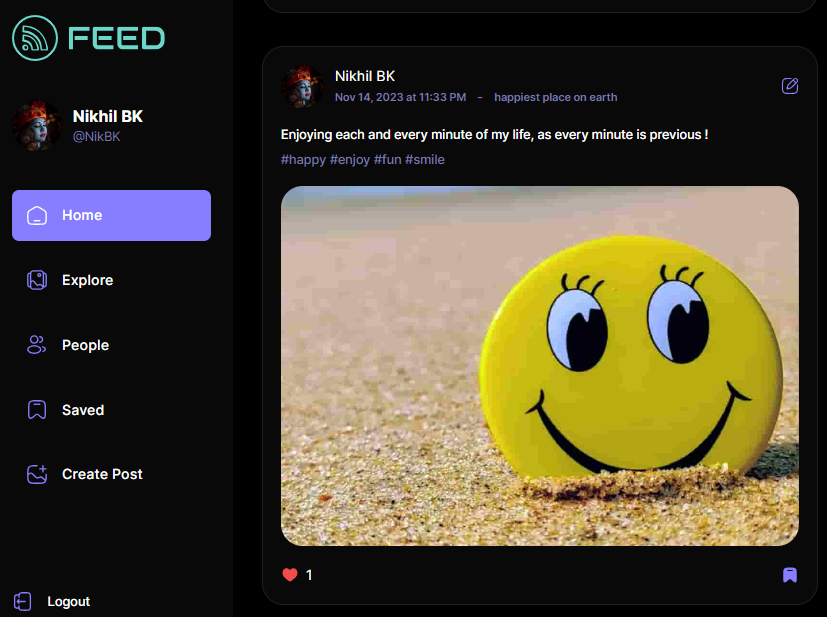 FEED
Nikhil BK
@NikBK
Home
Explore
People
Saved
Create Post
Logout
Nikhil BK
Nov 14, 2023 at 11:33 PM – happiest place on earth
Enjoying each and every minute of my life, as every minute is previous !
#happy #enjoy #fun #smile
1